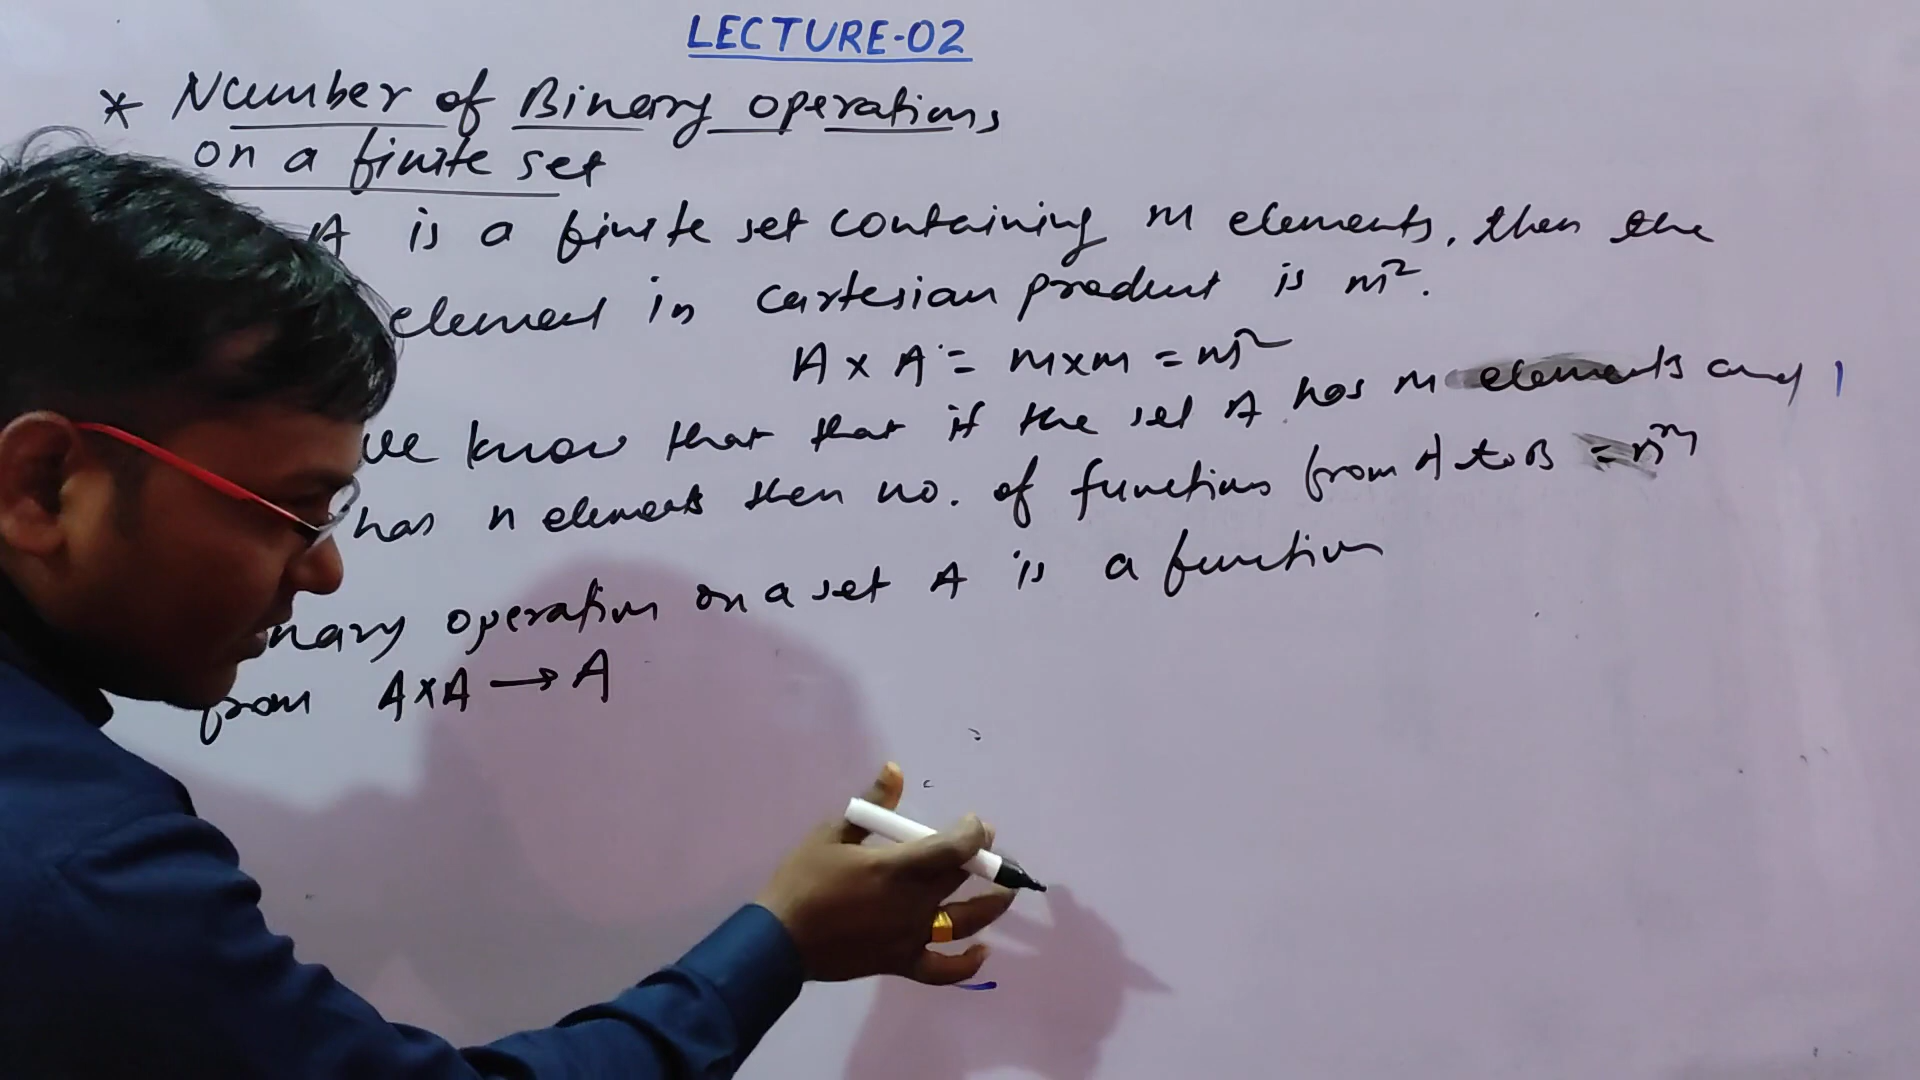 LECTURE-02
* Number of Binary operations
on a finite set
A is a finite set containing m elements, then the
element in cartesian product is m².
A × A = m×m = m²
we know that that if the set A has m elements and
has n elements then no. of functions from A to B = n^m
nary operation on a set A is a function
from A×A → A